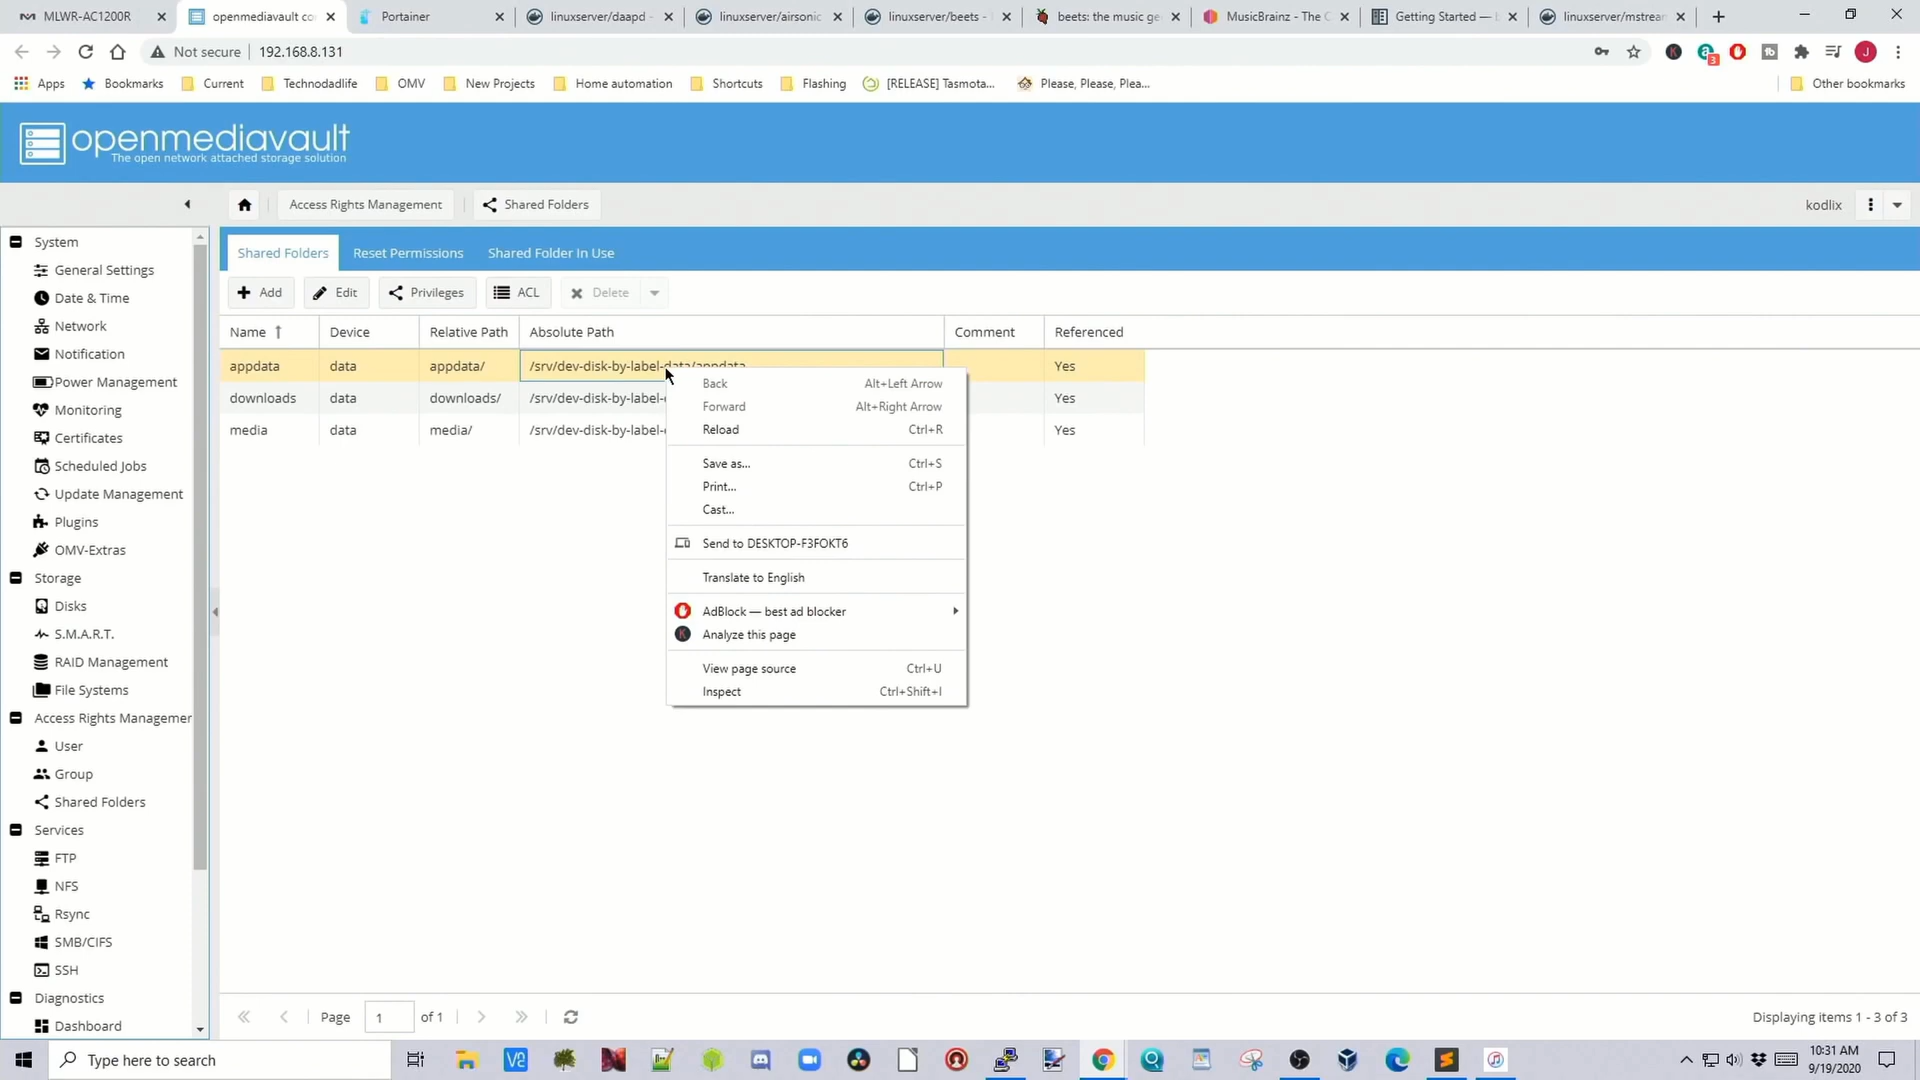 MLWR-AC1200R
openmediavault co
Portainer
linuxserver/daapd -
linuxserver/airsonic
linuxserver/beets -
beets: the music ge
MusicBrainz - The
Getting Started —
linuxserver/mstream
Not secure
192.168.8.131
3
J
Apps
Bookmarks
Current
Technodadlife
OMV
New Projects
Home automation
Shortcuts
Flashing
[RELEASE] Tasmota...
Please, Please, Plea...
Other bookmarks
openmediavault
The open network attached storage solution
Access Rights Management
Shared Folders
kodlix
System
General Settings
Date & Time
Network
Notification
Power Management
Monitoring
Certificates
Scheduled Jobs
Update Management
Plugins
OMV-Extras
Storage
Disks
S.M.A.R.T.
RAID Management
File Systems
Access Rights Managemen
User
Group
Shared Folders
Services
FTP
NFS
Rsync
SMB/CIFS
SSH
Diagnostics
Dashboard
Shared Folders
Reset Permissions
Shared Folder In Use
Add
Edit
Privileges
ACL
Delete
Name Device Relative Path Absolute Path Comment Referenced
appdata data appdata/ /srv/dev-disk-by-label-data/appdata Yes
downloads data downloads/ /srv/dev-disk-by-label- Yes
media data media/ /srv/dev-disk-by-label- Yes
Back Alt+Left Arrow
Forward Alt+Right Arrow
Reload Ctrl+R
Save as... Ctrl+S
Print... Ctrl+P
Cast...
Send to DESKTOP-F3FOKT6
Translate to English
AdBlock — best ad blocker
K Analyze this page
View page source Ctrl+U
Inspect Ctrl+Shift+I
Page 1 of 1
Displaying items 1 - 3 of 3
Type here to search
10:31 AM
9/19/2020